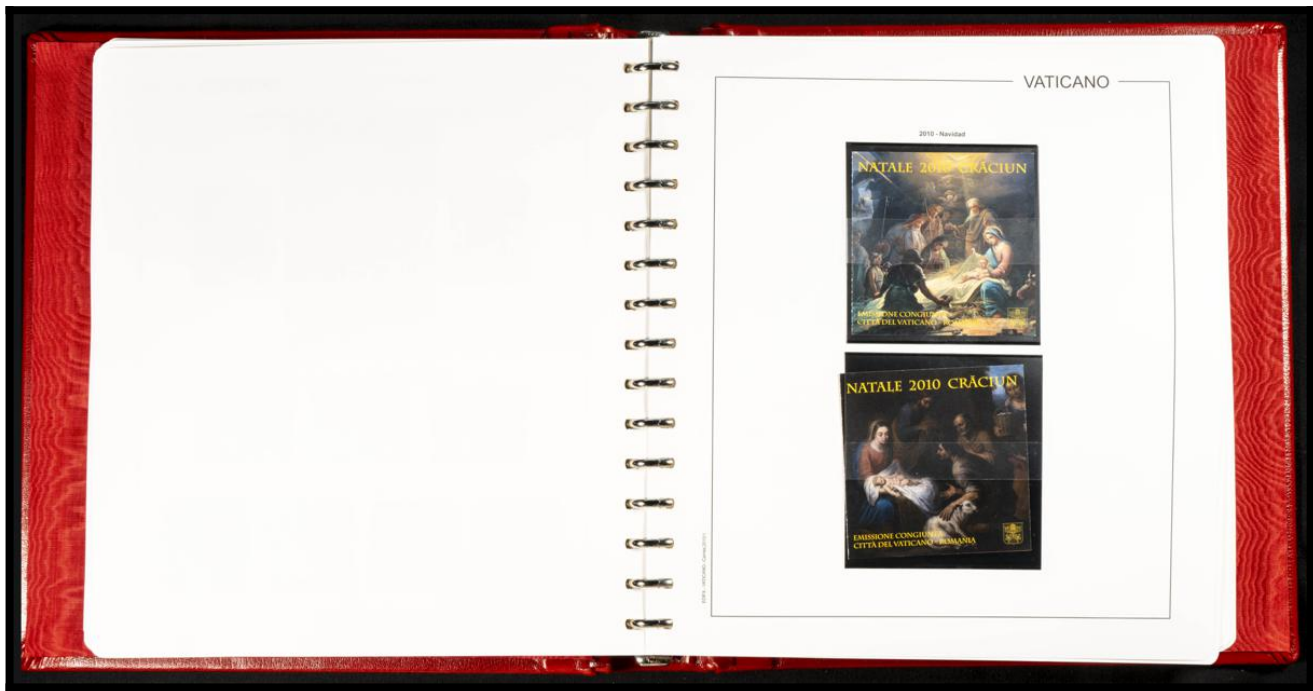 VATICANO
2010 - Navidad
NATALE 2010 CRĂCIUN
EMISSIONE CONGIUNTA
CITTÀ DEL VATICANO - ROMANIA
NATALE 2010 CRĂCIUN
EMISSIONE CONGIUNTA
CITTÀ DEL VATICANO - ROMANIA